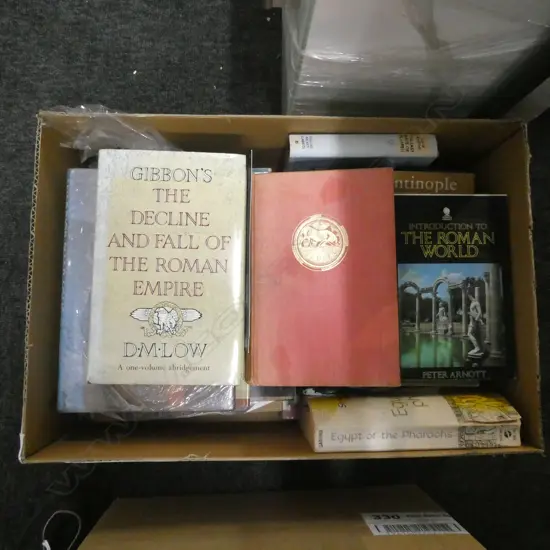 GIBBON'S
THE
DECLINE
AND FALL OF
THE ROMAN
EMPIRE
D·M·LOW
A one-volume abridgement
ntinople
INTRODUCTION TO
THE ROMAN
WORLD
PETER ARNOTT
Egypt of the Pharaohs
330